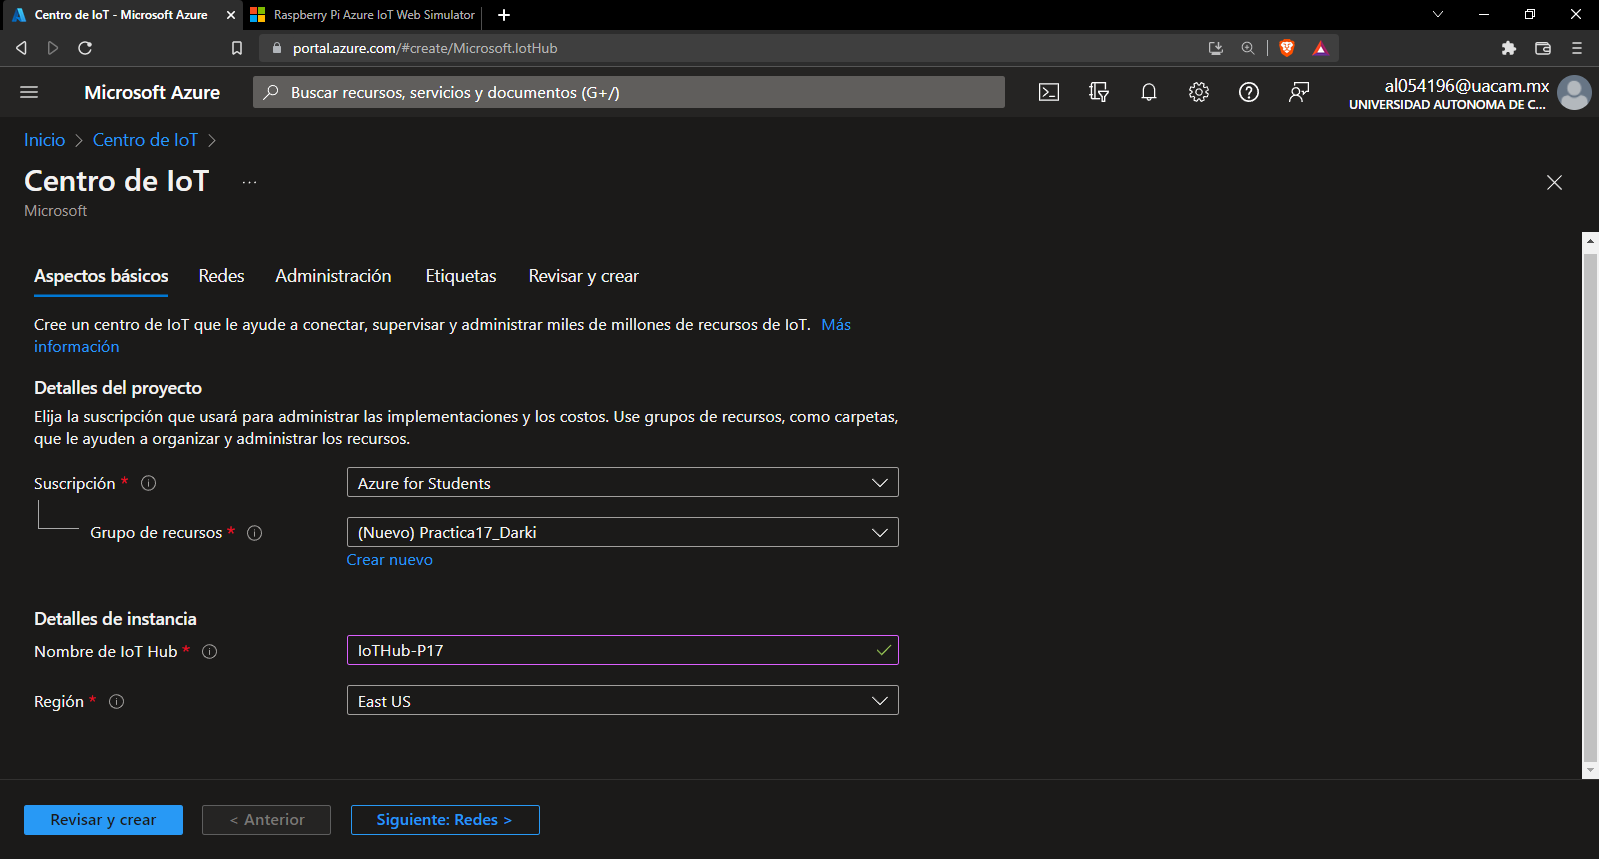 Centro de IoT - Microsoft Azure
Raspberry Pi Azure IoT Web Simulator
portal.azure.com/#create/Microsoft.IotHub
Microsoft Azure
Buscar recursos, servicios y documentos (G+/)
al054196@uacam.mx
UNIVERSIDAD AUTONOMA DE C...
Inicio > Centro de IoT >
Centro de IoT ...
Microsoft
Aspectos básicos Redes Administración Etiquetas Revisar y crear
Cree un centro de IoT que le ayude a conectar, supervisar y administrar miles de millones de recursos de IoT. Más
información
Detalles del proyecto
Elija la suscripción que usará para administrar las implementaciones y los costos. Use grupos de recursos, como carpetas,
que le ayuden a organizar y administrar los recursos.
Suscripción * Azure for Students
Grupo de recursos * (Nuevo) Practica17_Darki
Crear nuevo
Detalles de instancia
Nombre de IoT Hub * IoTHub-P17
Región * East US
Revisar y crear < Anterior Siguiente: Redes >